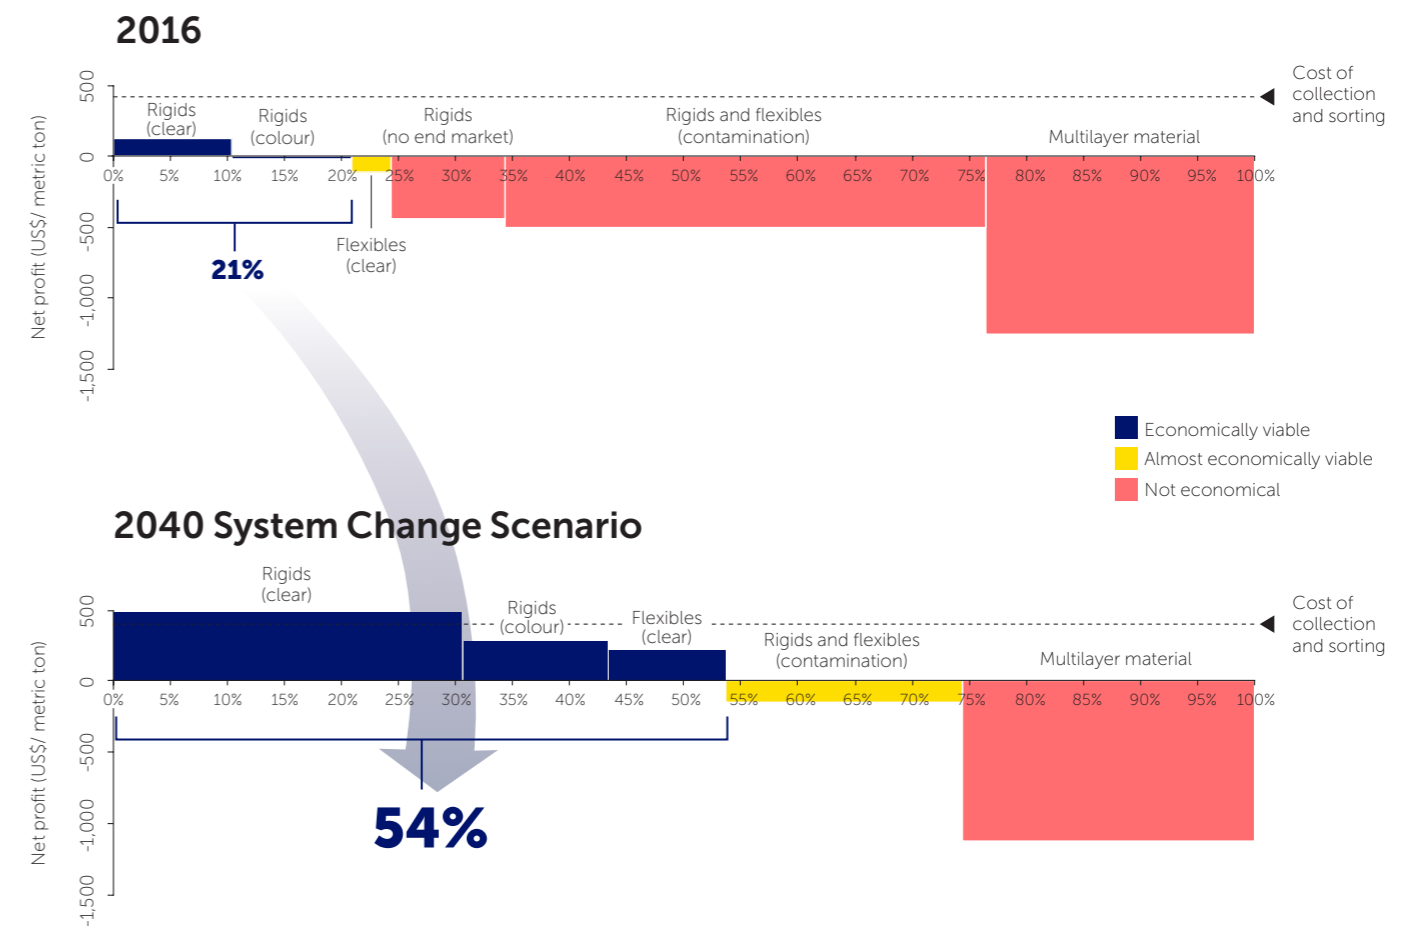 2016
Net profit (US$/ metric ton)
500
0
-500
-1,000
-1,500
Cost of
collection
and sorting
Rigids
(clear)
Rigids
(colour)
Rigids
(no end market)
Rigids and flexibles
(contamination)
Multilayer material
0% 5% 10% 15% 20% 25% 30% 35% 40% 45% 50% 55% 60% 65% 70% 75% 80% 85% 90% 95% 100%
Flexibles
(clear)
21%
Economically viable
Almost economically viable
Not economical
2040 System Change Scenario
Net profit (US$/ metric ton)
500
0
-500
-1,000
-1,500
Rigids
(clear)
Rigids
(colour)
Flexibles
(clear)
Rigids and flexibles
(contamination)
Multilayer material
Cost of
collection
and sorting
0% 5% 10% 15% 20% 25% 30% 35% 40% 45% 50% 55% 60% 65% 70% 75% 80% 85% 90% 95% 100%
54%